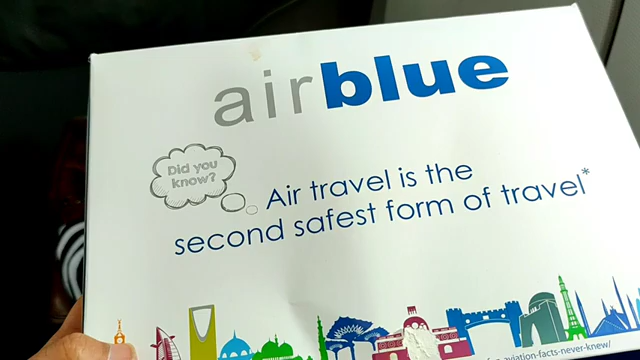 airblue
Did you
know?
Air travel is the
second safest form of travel*
-aviation-facts-never-knew/